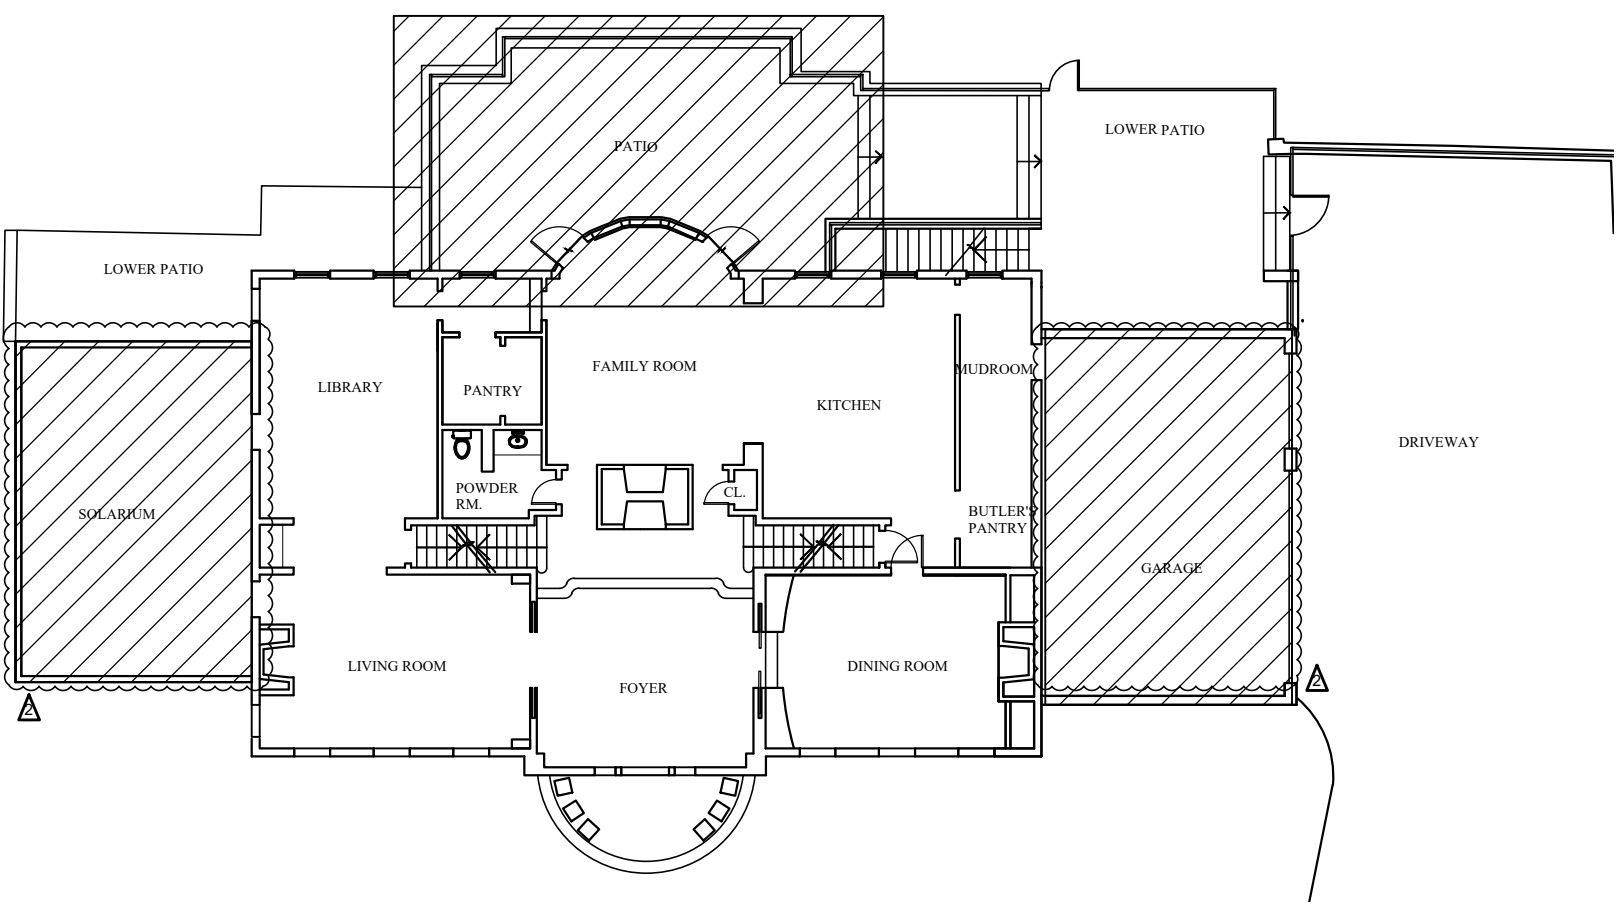 LOWER PATIO
PATIO
LOWER PATIO
FAMILY ROOM
MUDROOM
LIBRARY
PANTRY
KITCHEN
DRIVEWAY
POWDER
RM.
CL.
SOLARIUM
BUTLER'S
PANTRY
GARAGE
LIVING ROOM
DINING ROOM
FOYER
2
2